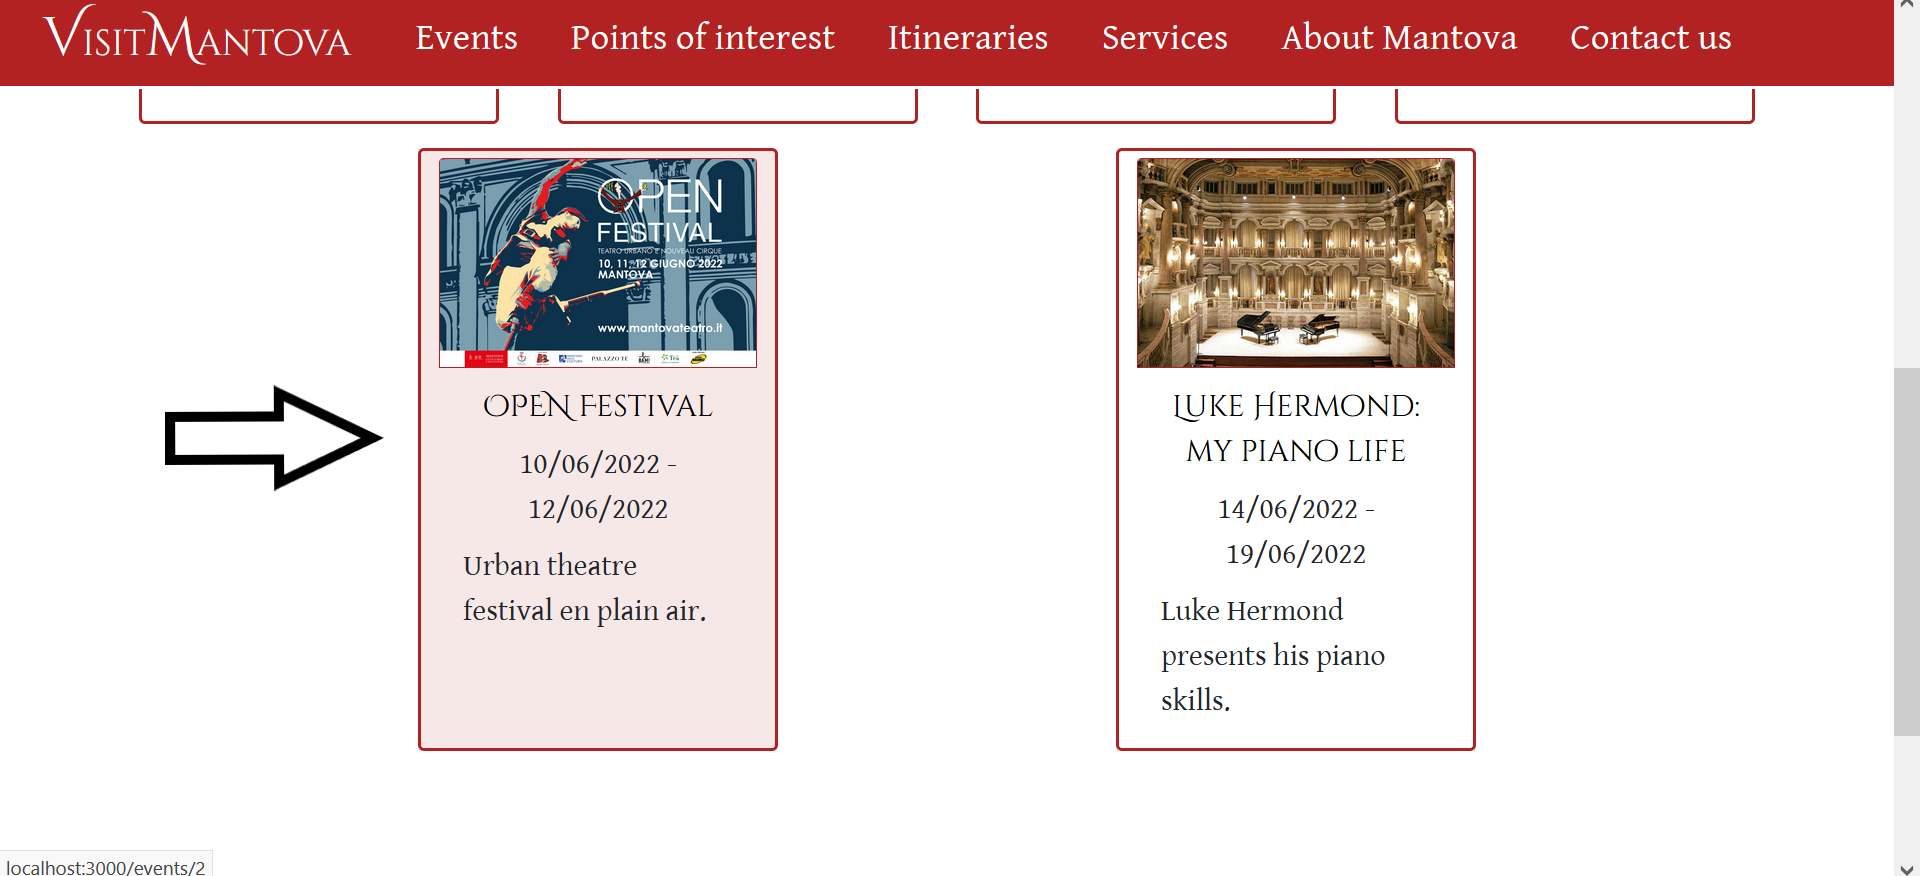 VisitMantova Events Points of interest Itineraries Services About Mantova Contact us
OPEN
FESTIVAL
TEATRO URBANO E NOUVEAU CIRQUE
10, 11, 12 GIUGNO 2022
MANTOVA
www.mantovateatro.it
PALAZZO TE
Open Festival
10/06/2022 -
12/06/2022
Urban theatre
festival en plain air.
Luke Hermond:
my piano life
14/06/2022 -
19/06/2022
Luke Hermond
presents his piano
skills.
localhost:3000/events/2